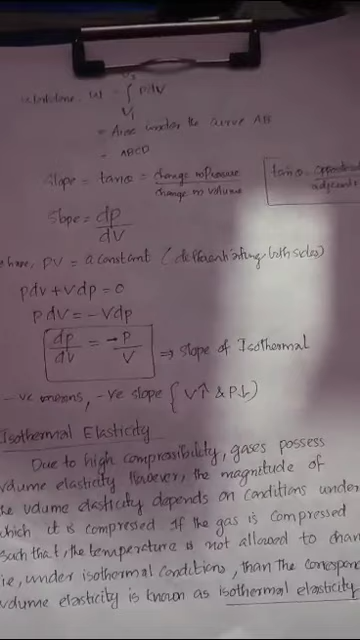 W = ∫ PdV
V₁
= Area under the curve AB
= ABCD
Slope = tanθ = change in Pressure / change in volume
tanθ = opposite / adjacent
Slope = dp/dV
PV = a constant (differentiating both sides)
pdv + Vdp = 0
Pdv = -Vdp
dp/dV = -P/V ⇒ Slope of Isothermal
-ve means, -ve slope {V↑ & P↓)
Isothermal Elasticity
Due to high compressibility, gases possess
volume elasticity However, the magnitude of
the volume elasticity depends on conditions under
which it is compressed If the gas is compressed
such that, the temperature is not allowed to chan
ie, under isothermal conditions, than The correspon
volume elasticity is known as isothermal elasticity